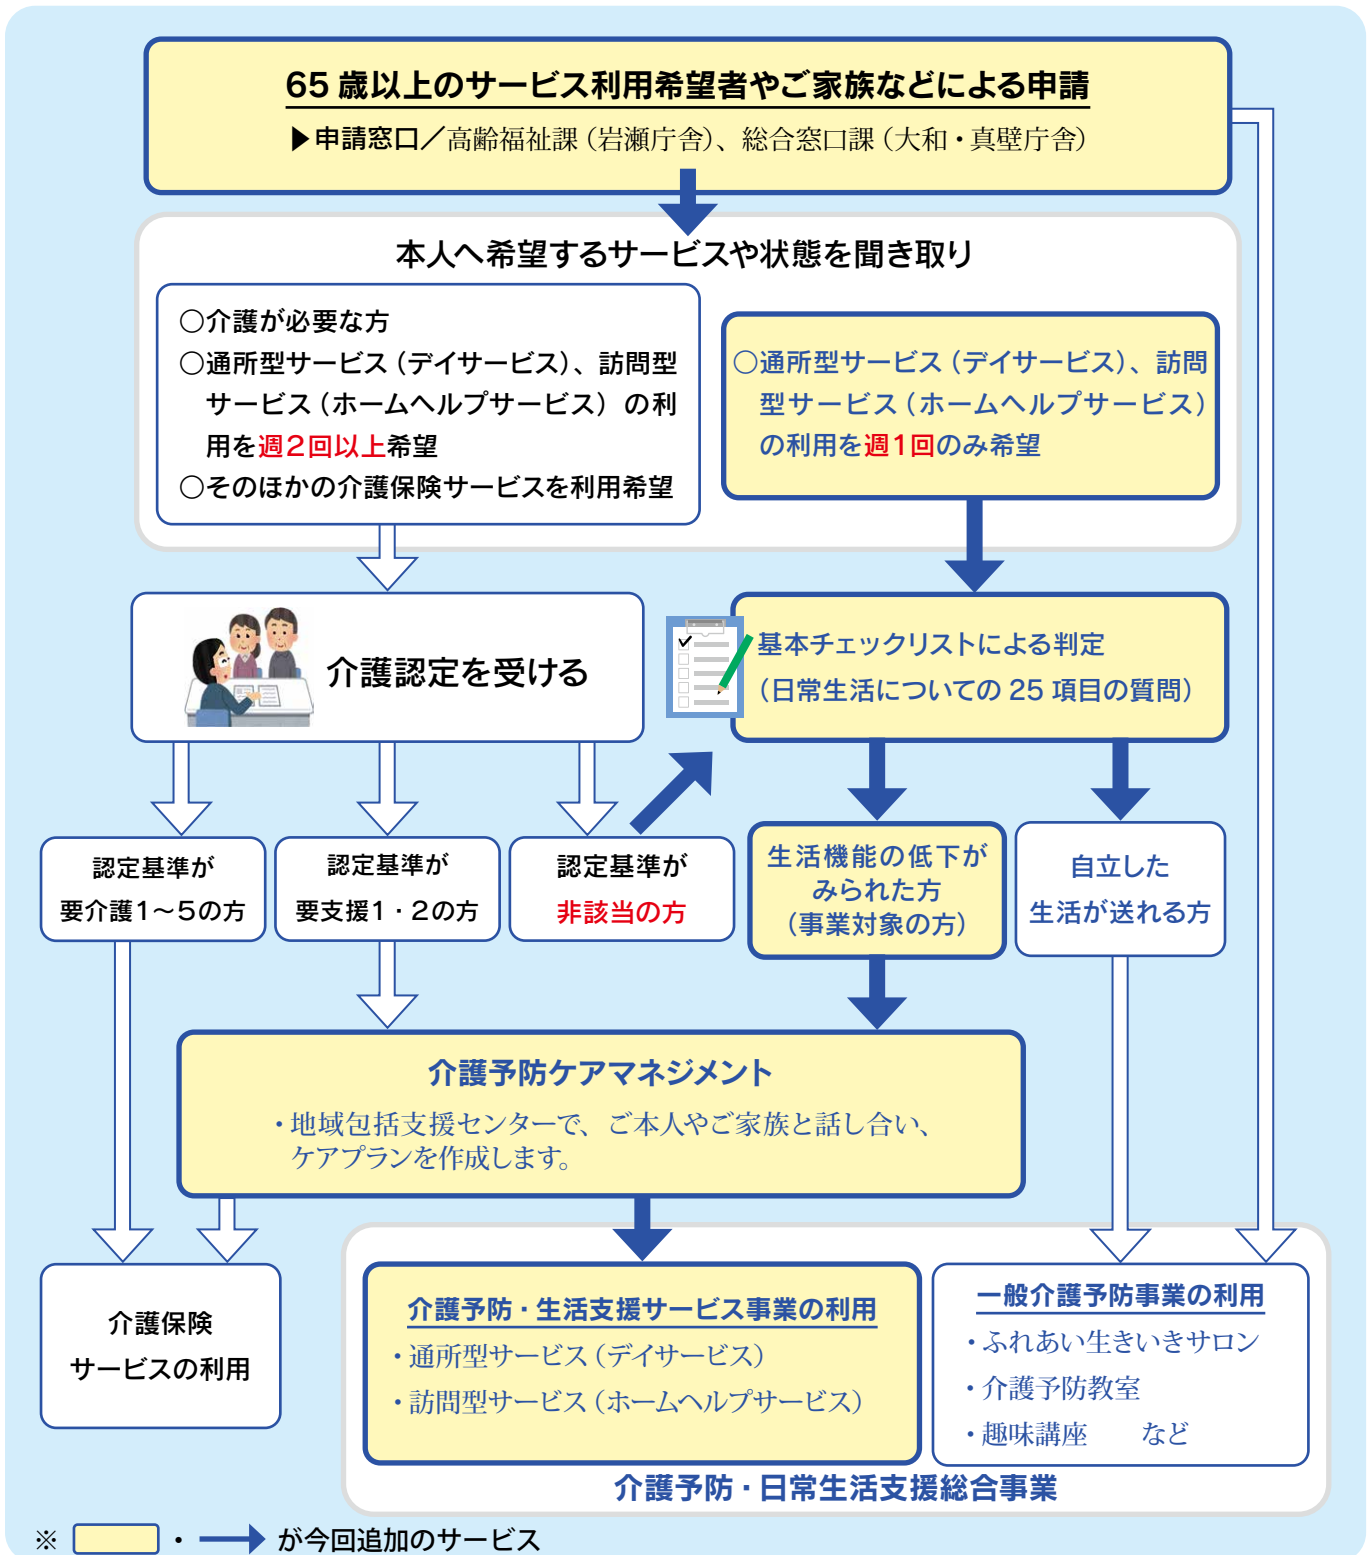 65歳以上のサービス利用希望者やご家族などによる申請
▶申請窓口／高齢福祉課（岩瀬庁舎）、総合窓口課（大和・真壁庁舎）
本人へ希望するサービスや状態を聞き取り
○介護が必要な方
○通所型サービス（デイサービス）、訪問型
サービス（ホームヘルプサービス）の利
用を週2回以上希望
○そのほかの介護保険サービスを利用希望
○通所型サービス（デイサービス）、訪問
型サービス（ホームヘルプサービス）
の利用を週1回のみ希望
介護認定を受ける
基本チェックリストによる判定
（日常生活についての25項目の質問）
認定基準が
要介護1～5の方
認定基準が
要支援1・2の方
認定基準が
非該当の方
生活機能の低下が
みられた方
（事業対象の方）
自立した
生活が送れる方
介護予防ケアマネジメント
・地域包括支援センターで、ご本人やご家族と話し合い、
ケアプランを作成します。
介護保険
サービスの利用
介護予防・生活支援サービス事業の利用
・通所型サービス（デイサービス）
・訪問型サービス（ホームヘルプサービス）
一般介護予防事業の利用
・ふれあい生きいきサロン
・介護予防教室
・趣味講座　　など
介護予防・日常生活支援総合事業
※ ・ が今回追加のサービス